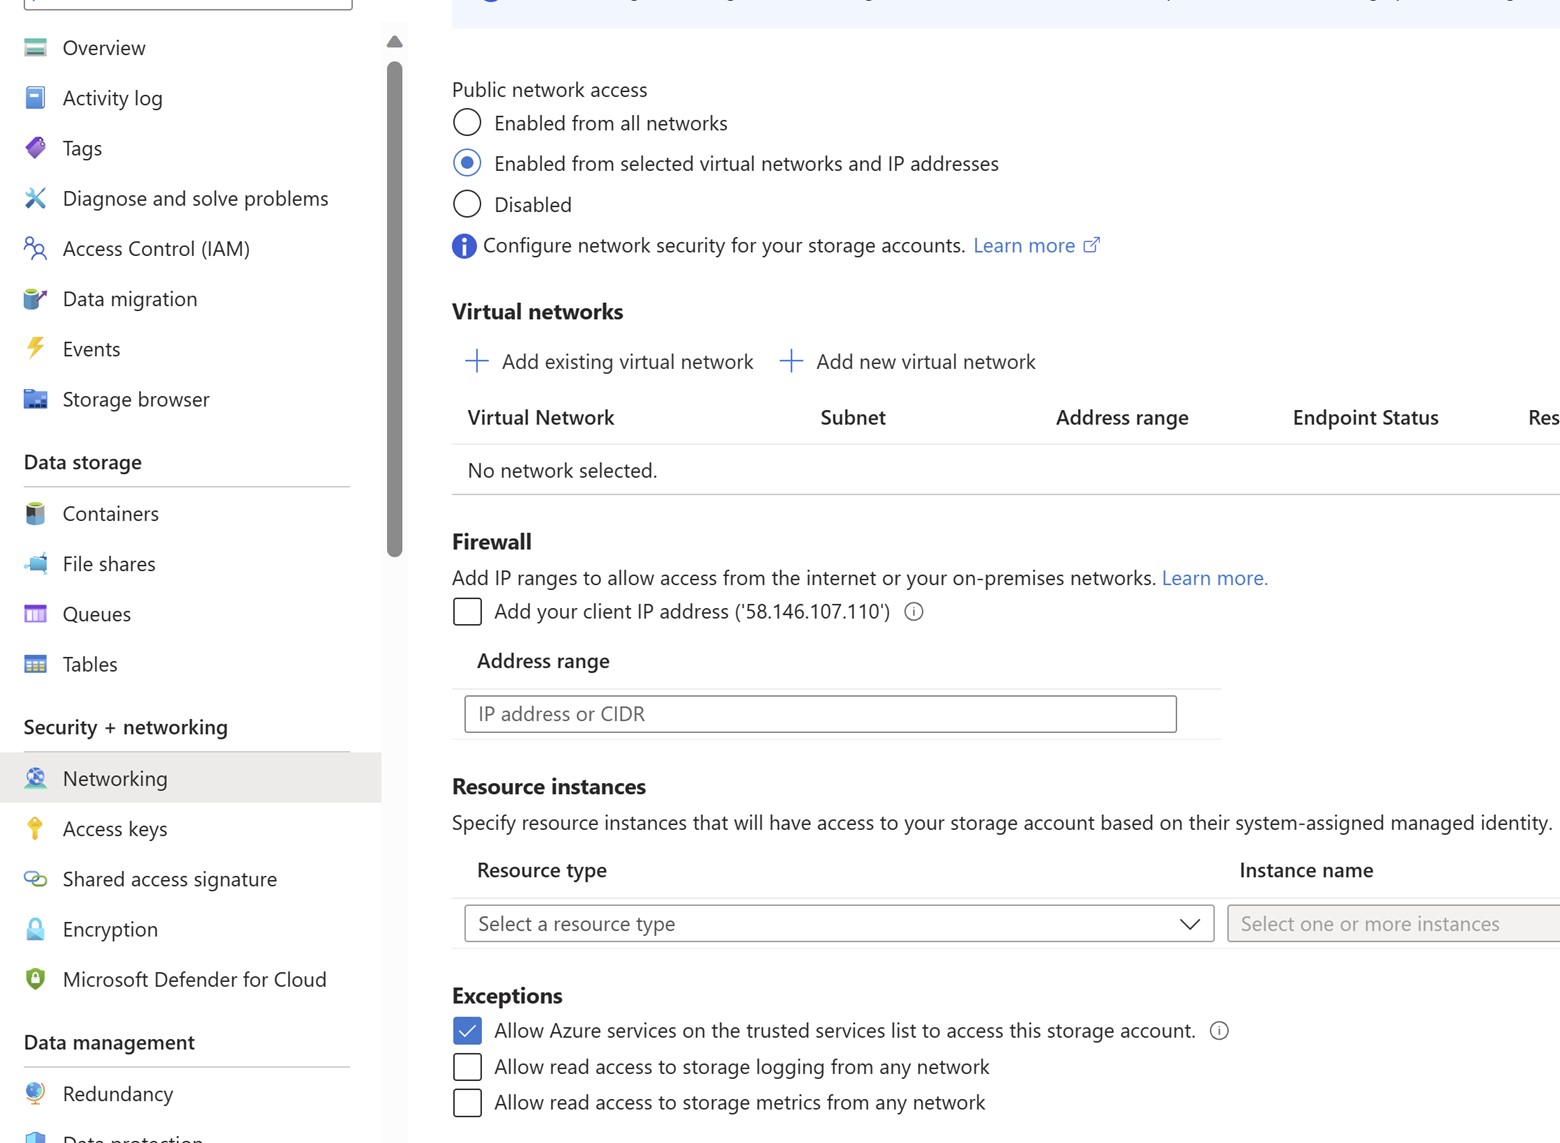 Overview
Activity log
Tags
Diagnose and solve problems
Access Control (IAM)
Data migration
Events
Storage browser
Data storage
Containers
File shares
Queues
Tables
Security + networking
Networking
Access keys
Shared access signature
Encryption
Microsoft Defender for Cloud
Data management
Redundancy
Data protection
Public network access
Enabled from all networks
Enabled from selected virtual networks and IP addresses
Disabled
Configure network security for your storage accounts. Learn more
Virtual networks
Add existing virtual network Add new virtual network
Virtual Network Subnet Address range Endpoint Status Res
No network selected.
Firewall
Add IP ranges to allow access from the internet or your on-premises networks. Learn more.
Add your client IP address ('58.146.107.110')
Address range
IP address or CIDR
Resource instances
Specify resource instances that will have access to your storage account based on their system-assigned managed identity.
Resource type Instance name
Select a resource type Select one or more instances
Exceptions
Allow Azure services on the trusted services list to access this storage account.
Allow read access to storage logging from any network
Allow read access to storage metrics from any network